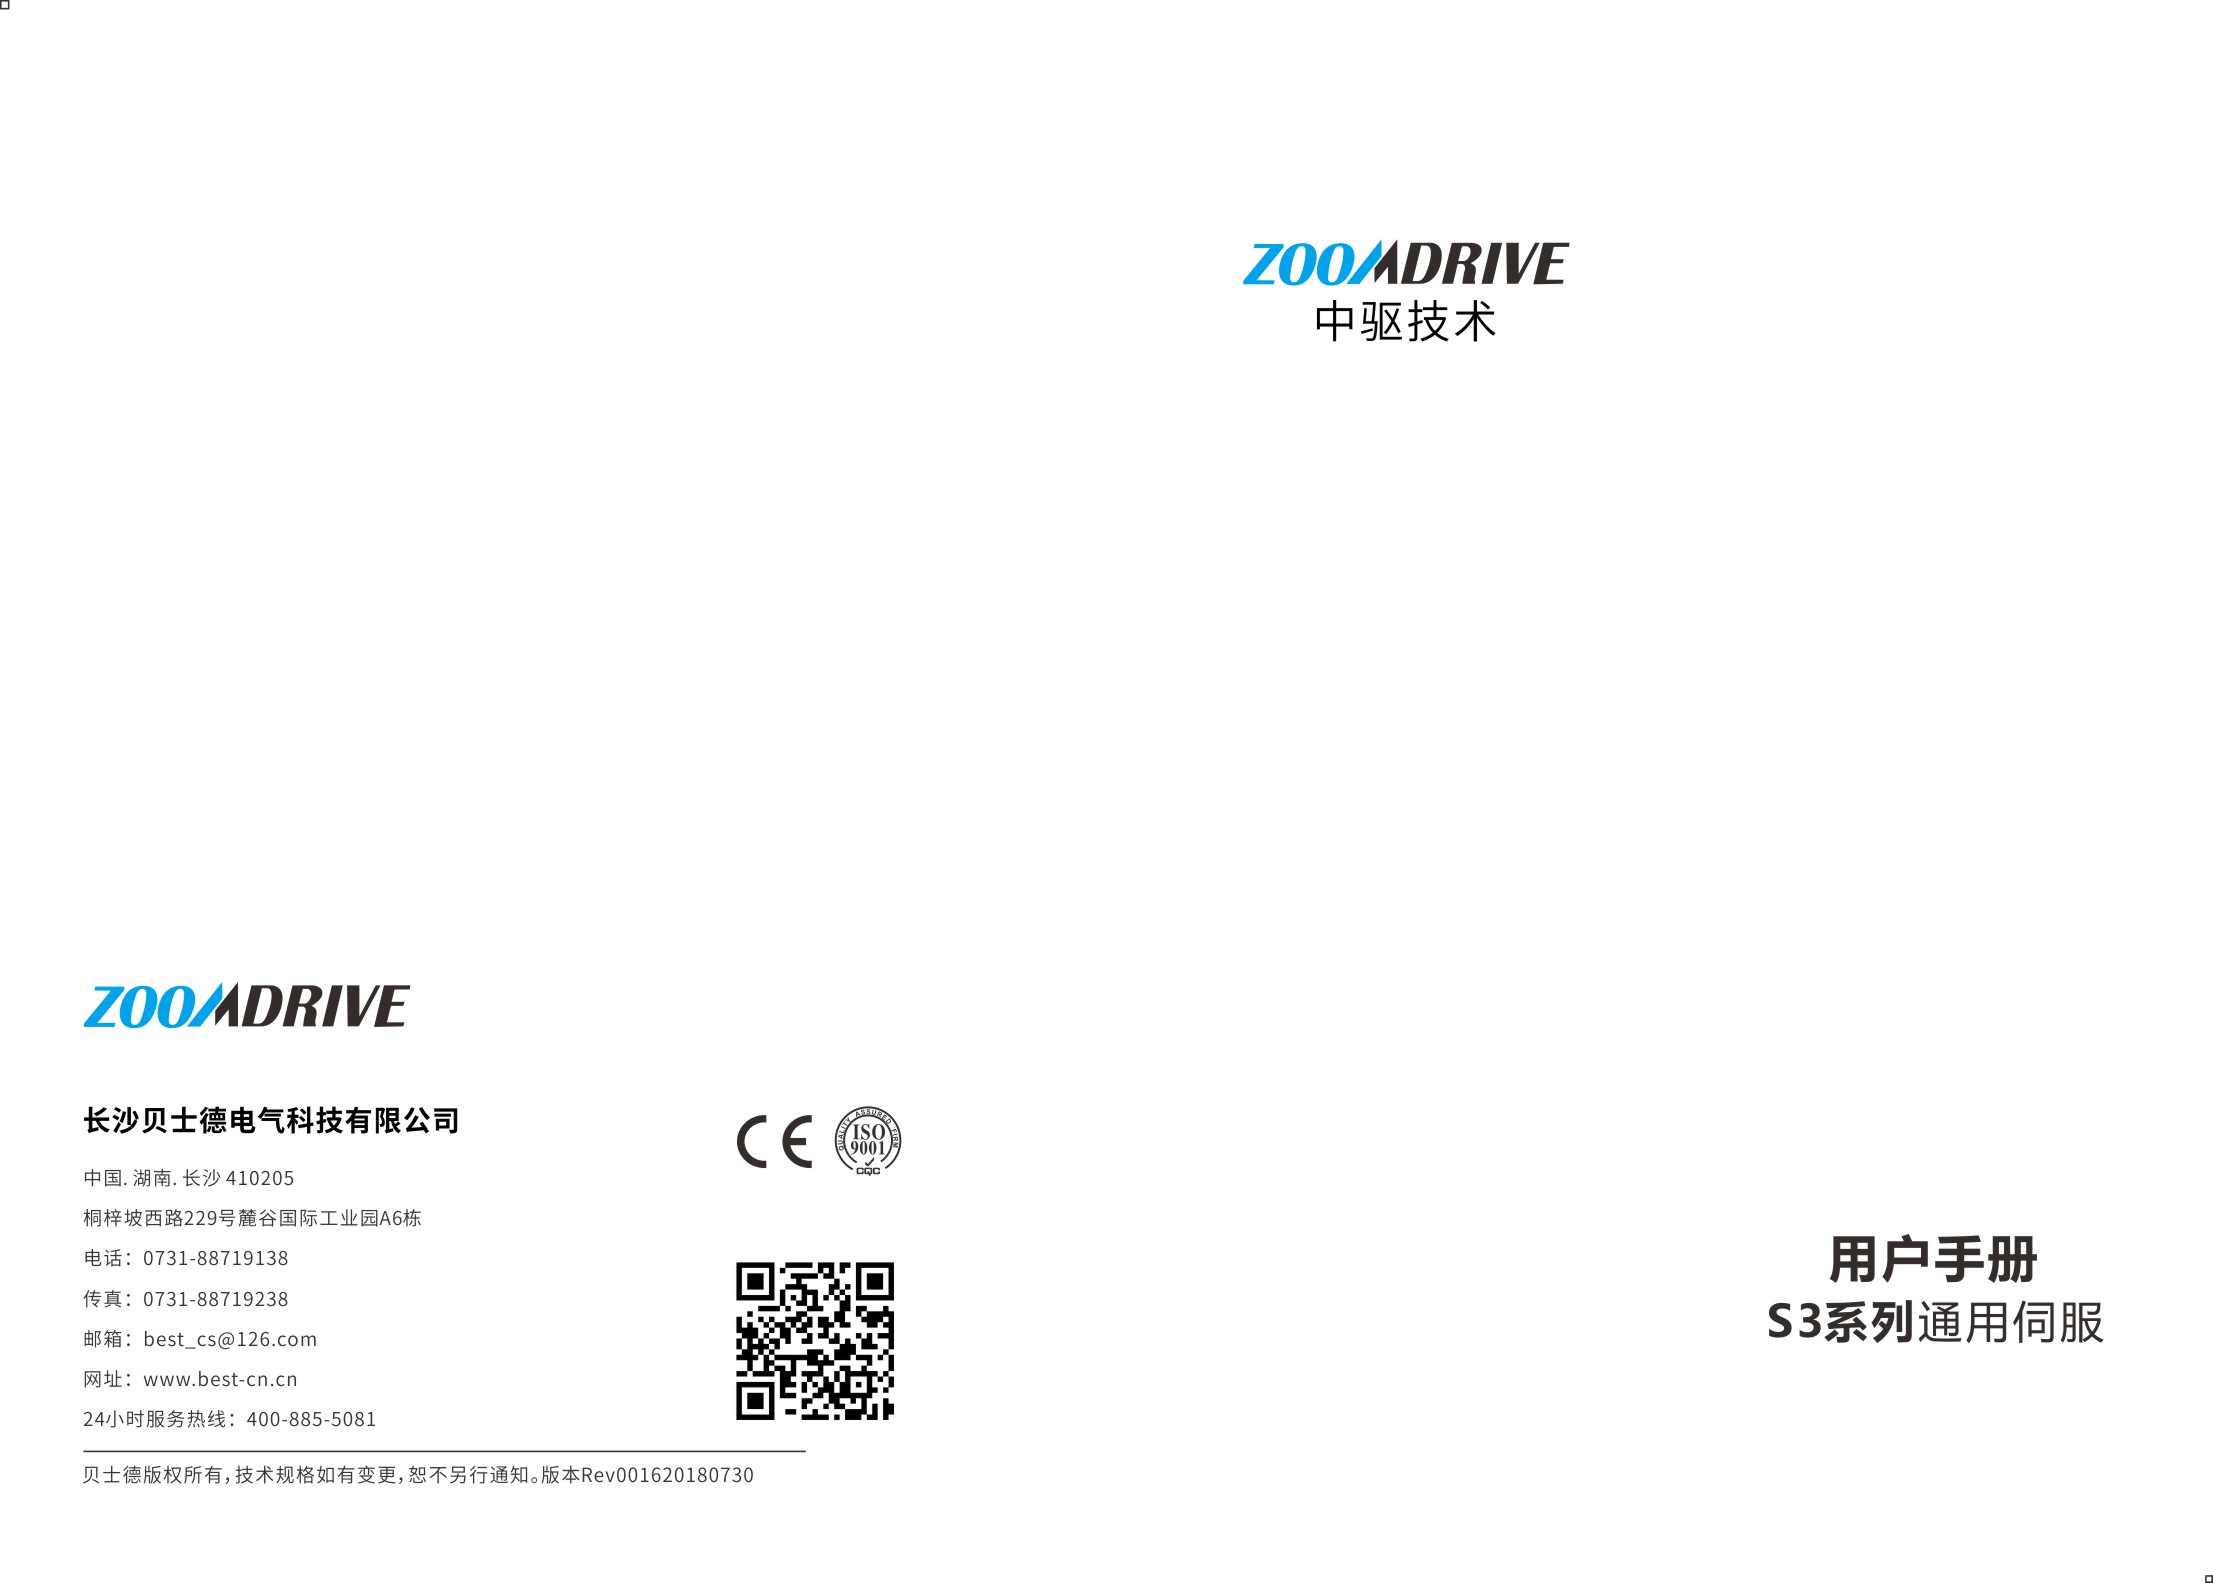 ZOOMDRIVE
中驱技术
用户手册
S3系列通用伺服
ZOOMDRIVE
长沙贝士德电气科技有限公司
中国. 湖南. 长沙 410205
桐梓坡西路229号麓谷国际工业园A6栋
电话：0731-88719138
传真：0731-88719238
邮箱：best_cs@126.com
网址：www.best-cn.cn
24小时服务热线：400-885-5081
CE
QUALITY ASSURED FIRM
ISO
9001
CQC
贝士德版权所有，技术规格如有变更，恕不另行通知。版本Rev001620180730